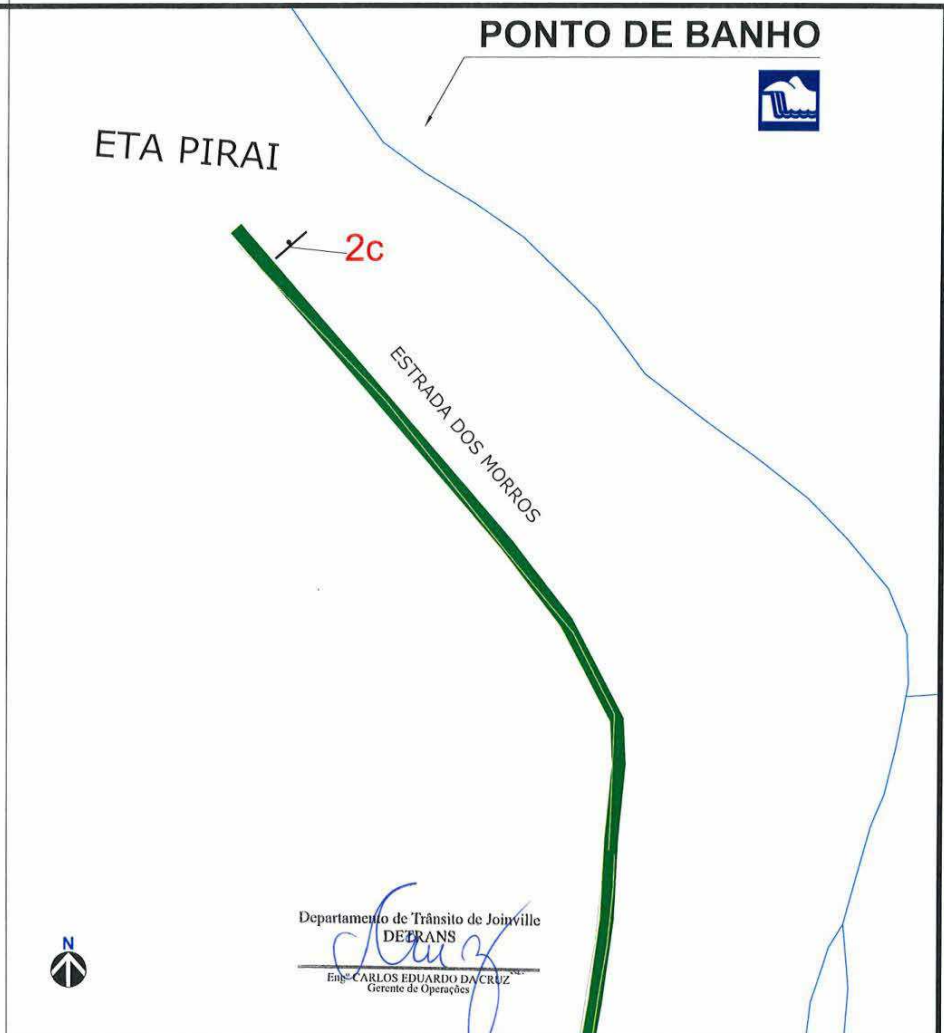 PONTO DE BANHO
ETA PIRAI
2c
ESTRADA DOS MORROS
Departamento de Trânsito de Joinville
DETRANS
Engº CARLOS EDUARDO DA CRUZ
Gerente de Operações
N